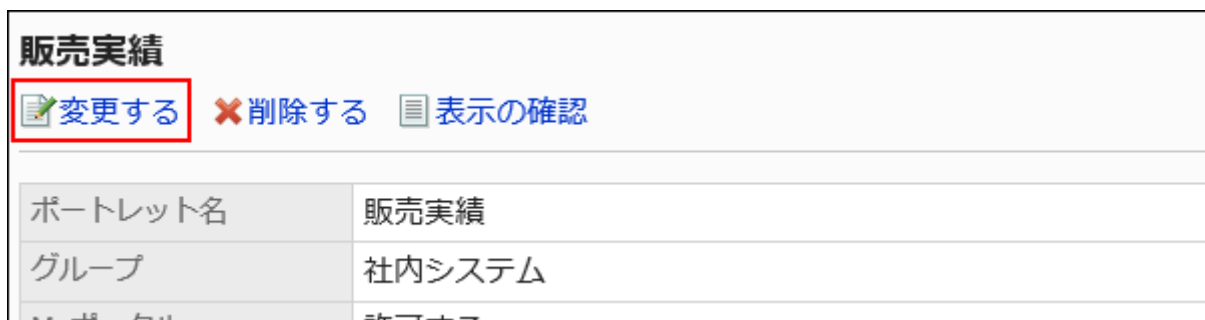 販売実績
変更する 削除する 表示の確認
ポートレット名 販売実績
グループ 社内システム